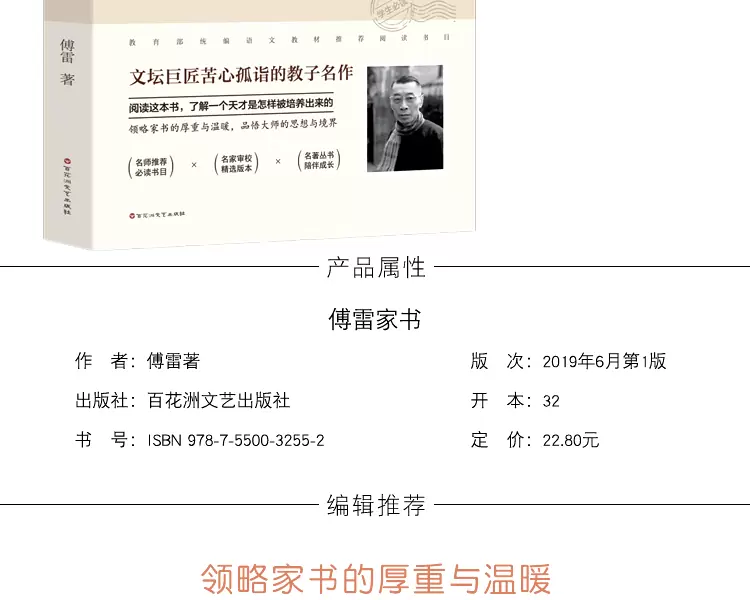 学生必读
傅雷 著
教育部统编语文教材推荐阅读书目
文坛巨匠苦心孤诣的教子名作
阅读这本书，了解一个天才是怎样被培养出来的
领略家书的厚重与温暖，品悟大师的思想与境界
名师推荐 必读书目 × 名家审校 精选版本 × 名著丛书 陪伴成长
百花洲文艺出版社
百花洲文艺出版社
产品属性
傅雷家书
作 者：傅雷著
版 次：2019年6月第1版
出版社：百花洲文艺出版社
开 本：32
书 号：ISBN 978-7-5500-3255-2
定 价：22.80元
编辑推荐
领略家书的厚重与温暖